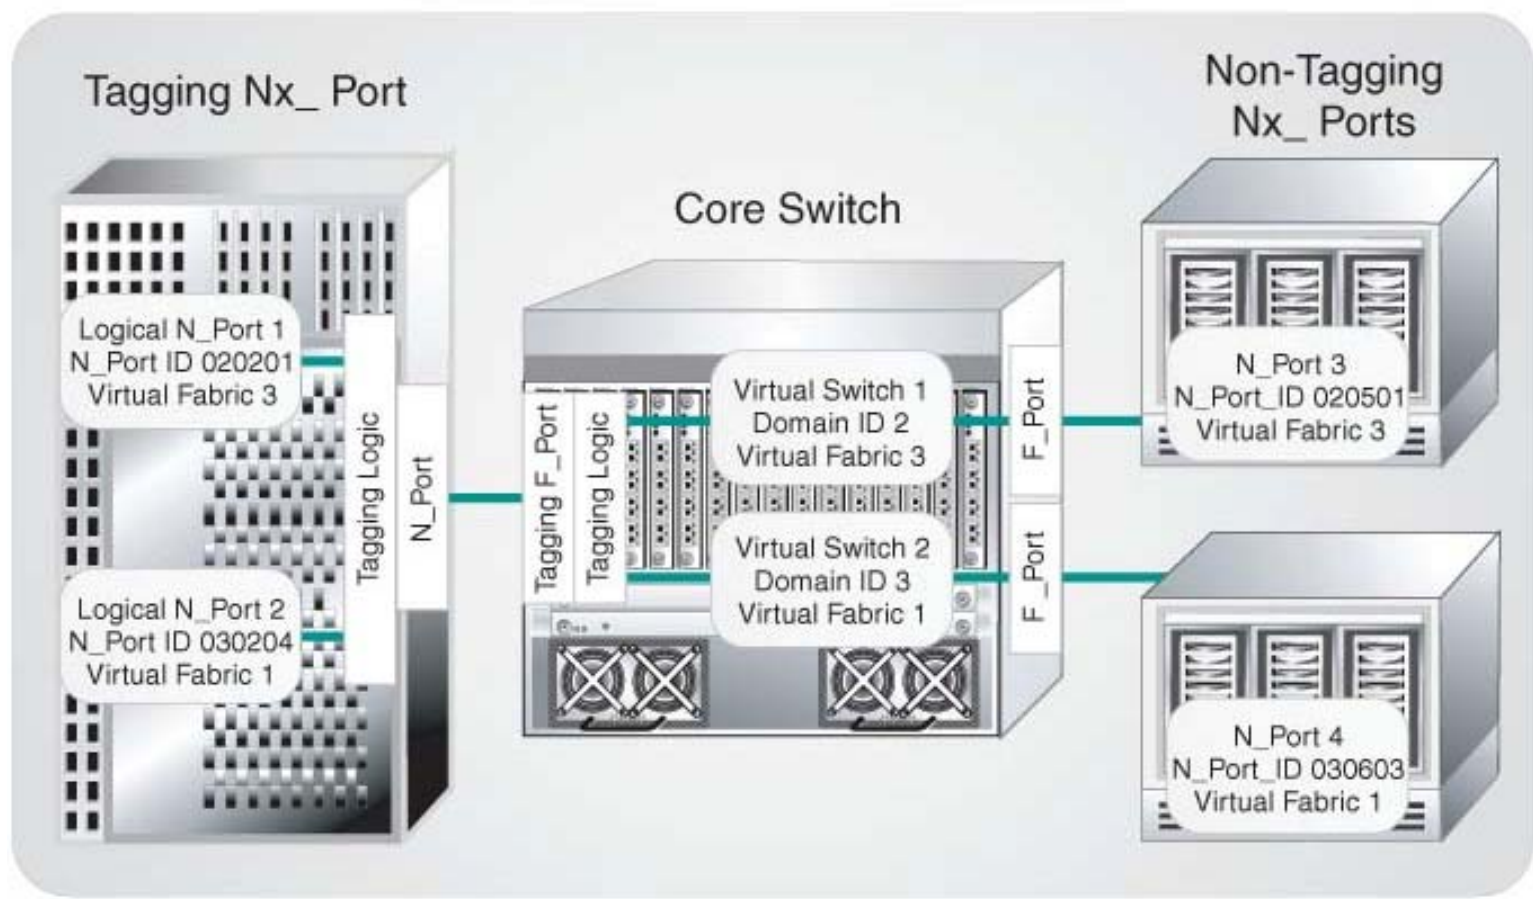 Tagging Nx_ Port
Logical N_Port 1
N_Port ID 020201
Virtual Fabric 3
Logical N_Port 2
N_Port ID 030204
Virtual Fabric 1
Tagging Logic
N_Port
Core Switch
Tagging F_Port
Tagging Logic
Virtual Switch 1
Domain ID 2
Virtual Fabric 3
Virtual Switch 2
Domain ID 3
Virtual Fabric 1
F_Port
F_Port
Non-Tagging
Nx_ Ports
N_Port 3
N_Port_ID 020501
Virtual Fabric 3
N_Port 4
N_Port_ID 030603
Virtual Fabric 1